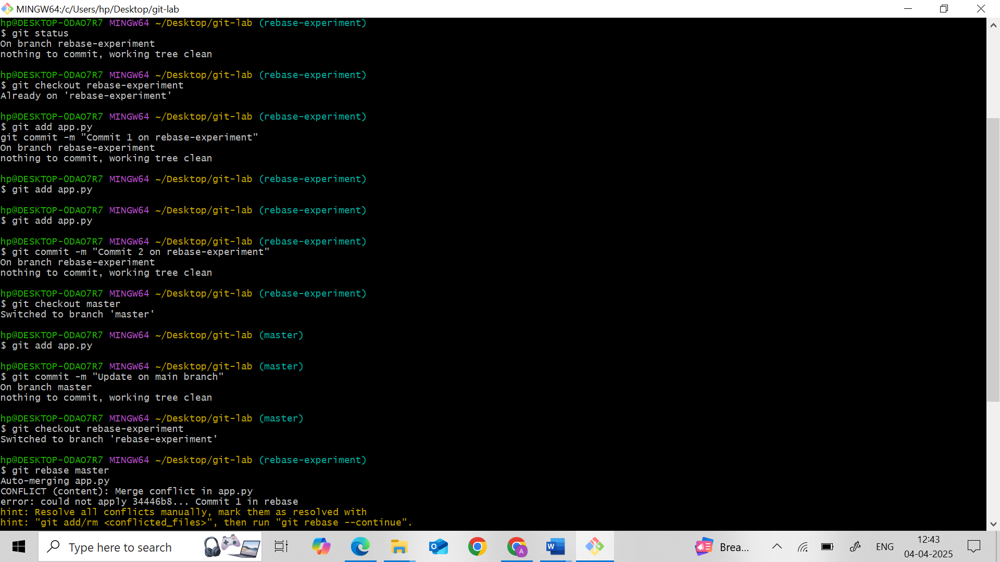 MINGW64:/c/Users/hp/Desktop/git-lab
hp@DESKTOP-0DAO7R7 MINGW64 ~/Desktop/git-lab (rebase-experiment)
$ git status
On branch rebase-experiment
nothing to commit, working tree clean
hp@DESKTOP-0DAO7R7 MINGW64 ~/Desktop/git-lab (rebase-experiment)
$ git checkout rebase-experiment
Already on 'rebase-experiment'
hp@DESKTOP-0DAO7R7 MINGW64 ~/Desktop/git-lab (rebase-experiment)
$ git add app.py
git commit -m "Commit 1 on rebase-experiment"
On branch rebase-experiment
nothing to commit, working tree clean
hp@DESKTOP-0DAO7R7 MINGW64 ~/Desktop/git-lab (rebase-experiment)
$ git add app.py
hp@DESKTOP-0DAO7R7 MINGW64 ~/Desktop/git-lab (rebase-experiment)
$ git add app.py
hp@DESKTOP-0DAO7R7 MINGW64 ~/Desktop/git-lab (rebase-experiment)
$ git commit -m "Commit 2 on rebase-experiment"
On branch rebase-experiment
nothing to commit, working tree clean
hp@DESKTOP-0DAO7R7 MINGW64 ~/Desktop/git-lab (rebase-experiment)
$ git checkout master
Switched to branch 'master'
hp@DESKTOP-0DAO7R7 MINGW64 ~/Desktop/git-lab (master)
$ git add app.py
hp@DESKTOP-0DAO7R7 MINGW64 ~/Desktop/git-lab (master)
$ git commit -m "Update on main branch"
On branch master
nothing to commit, working tree clean
hp@DESKTOP-0DAO7R7 MINGW64 ~/Desktop/git-lab (master)
$ git checkout rebase-experiment
Switched to branch 'rebase-experiment'
hp@DESKTOP-0DAO7R7 MINGW64 ~/Desktop/git-lab (rebase-experiment)
$ git rebase master
Auto-merging app.py
CONFLICT (content): Merge conflict in app.py
error: could not apply 34446b8... Commit 1 in rebase
hint: Resolve all conflicts manually, mark them as resolved with
hint: "git add/rm <conflicted_files>", then run "git rebase --continue".
Type here to search
Brea...
ENG
12:43
04-04-2025